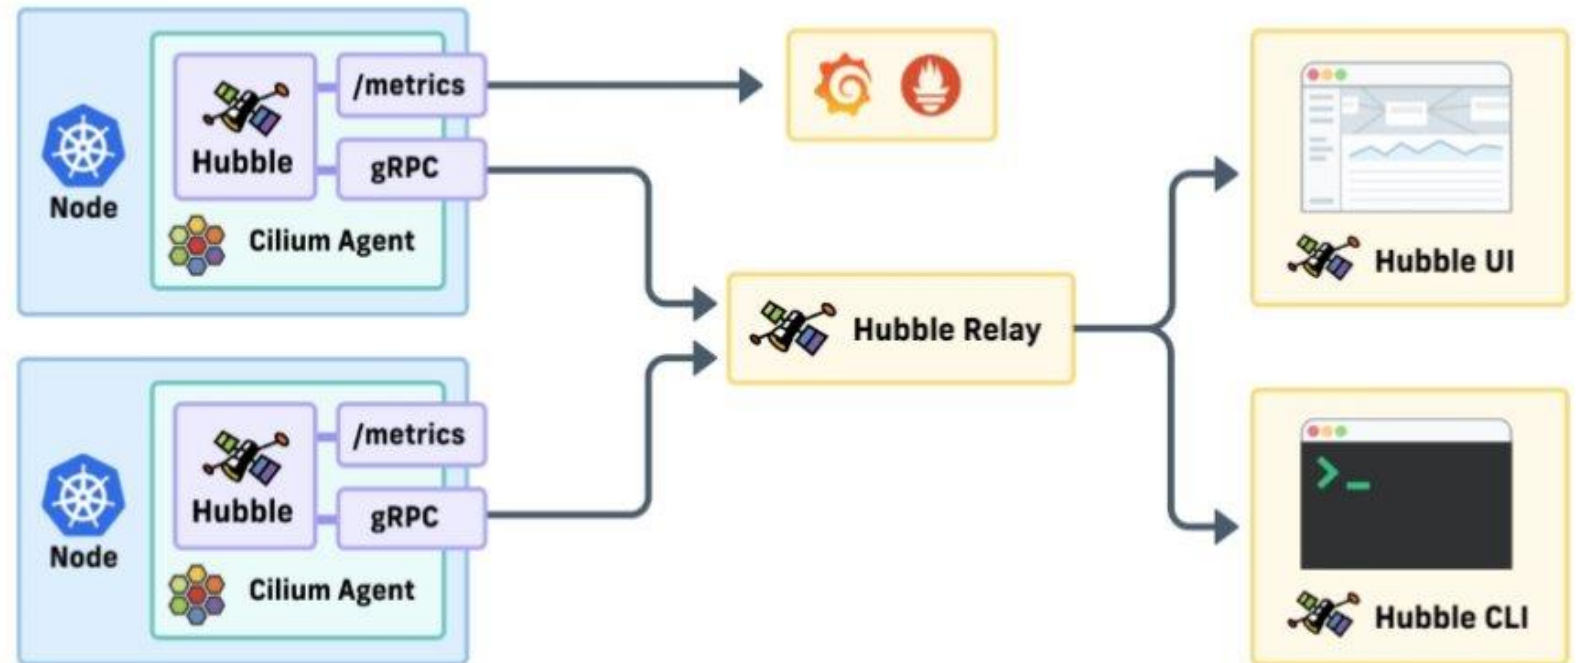 /metrics
Hubble
gRPC
Node
Cilium Agent
/metrics
Hubble
gRPC
Node
Cilium Agent
Hubble Relay
Hubble UI
>_
Hubble CLI